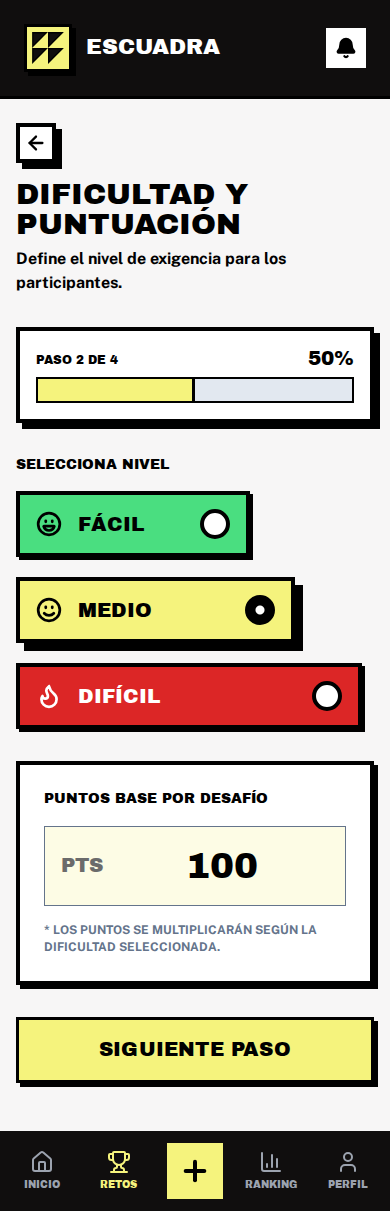 ESCUADRA
DIFICULTAD Y
PUNTUACIÓN
Define el nivel de exigencia para los
participantes.
PASO 2 DE 4
50%
SELECCIONA NIVEL
FÁCIL
MEDIO
DIFÍCIL
PUNTOS BASE POR DESAFÍO
PTS 100
* LOS PUNTOS SE MULTIPLICARÁN SEGÚN LA
DIFICULTAD SELECCIONADA.
SIGUIENTE PASO
INICIO RETOS RANKING PERFIL